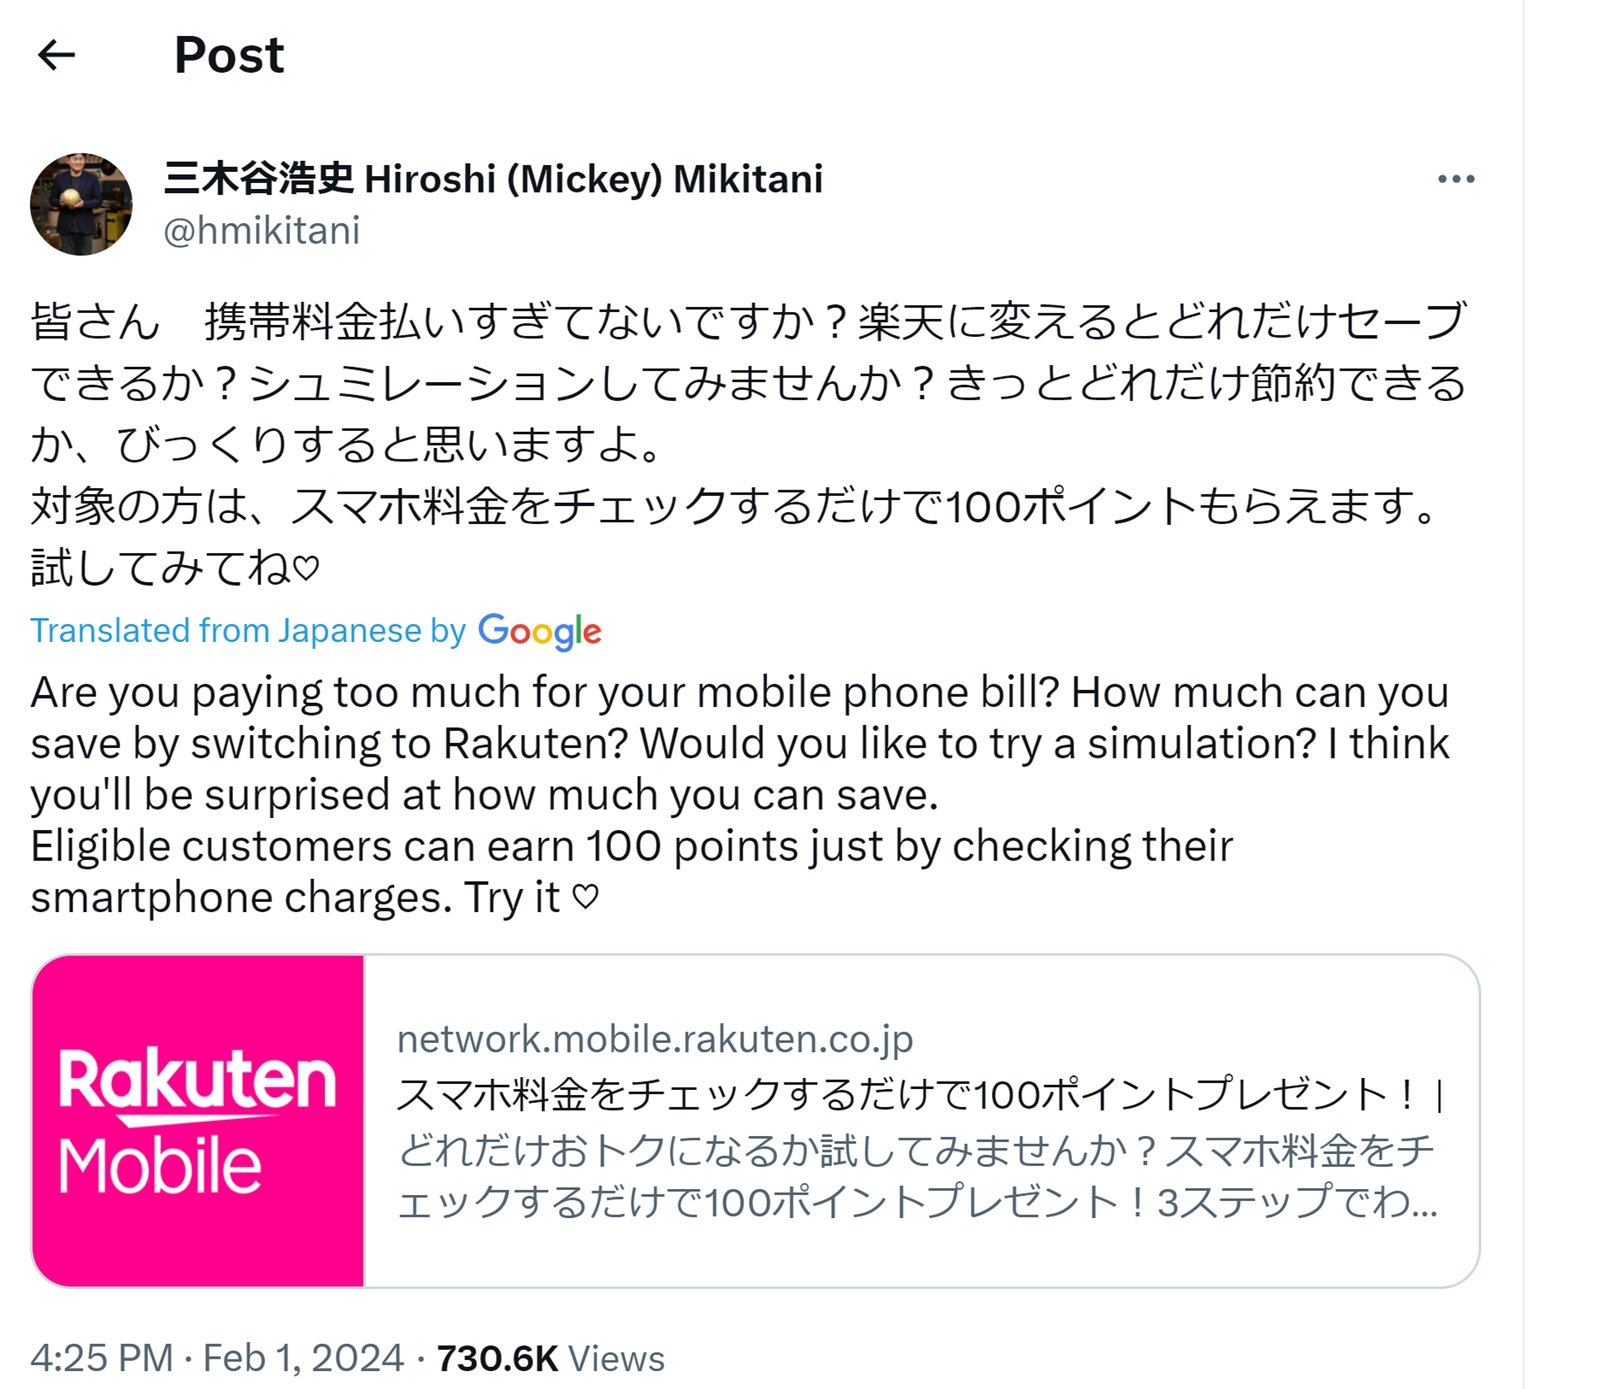 Post
三木谷浩史 Hiroshi (Mickey) Mikitani
@hmikitani
皆さん　携帯料金払いすぎてないですか？楽天に変えるとどれだけセーブ
できるか？シュミレーションしてみませんか？きっとどれだけ節約できる
か、びっくりすると思いますよ。
対象の方は、スマホ料金をチェックするだけで100ポイントもらえます。
試してみてね♡
Translated from Japanese by Google
Are you paying too much for your mobile phone bill? How much can you
save by switching to Rakuten? Would you like to try a simulation? I think
you'll be surprised at how much you can save.
Eligible customers can earn 100 points just by checking their
smartphone charges. Try it ♡
Rakuten
Mobile
network.mobile.rakuten.co.jp
スマホ料金をチェックするだけで100ポイントプレゼント！ |
どれだけおトクになるか試してみませんか？スマホ料金をチ
ェックするだけで100ポイントプレゼント！3ステップでわ...
4:25 PM · Feb 1, 2024 · 730.6K Views